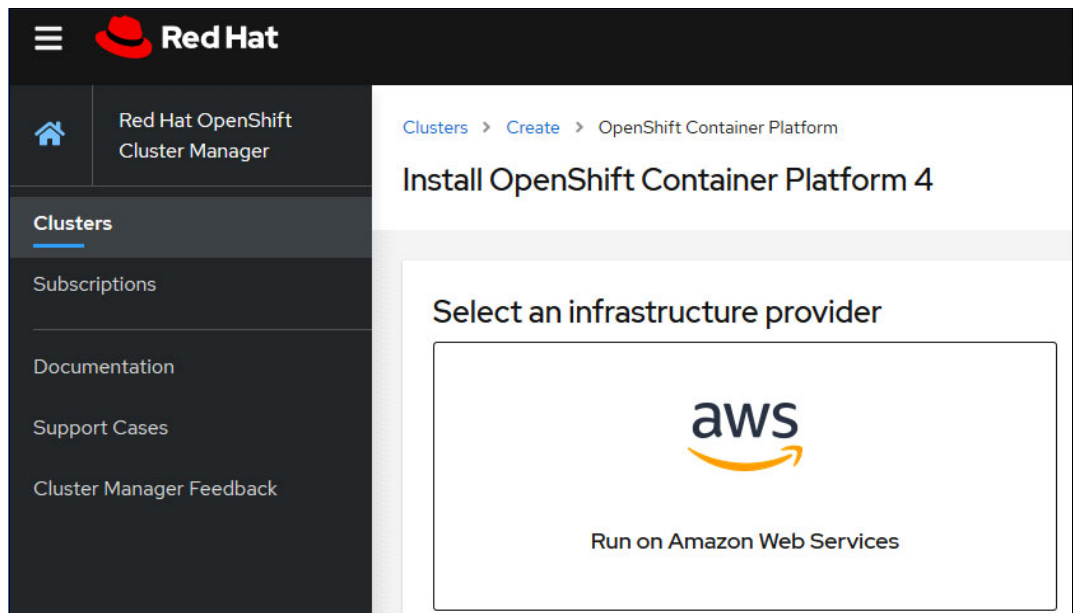 Red Hat
Red Hat OpenShift
Cluster Manager
Clusters
Subscriptions
Documentation
Support Cases
Cluster Manager Feedback
Clusters > Create > OpenShift Container Platform
Install OpenShift Container Platform 4
Select an infrastructure provider
aws
Run on Amazon Web Services